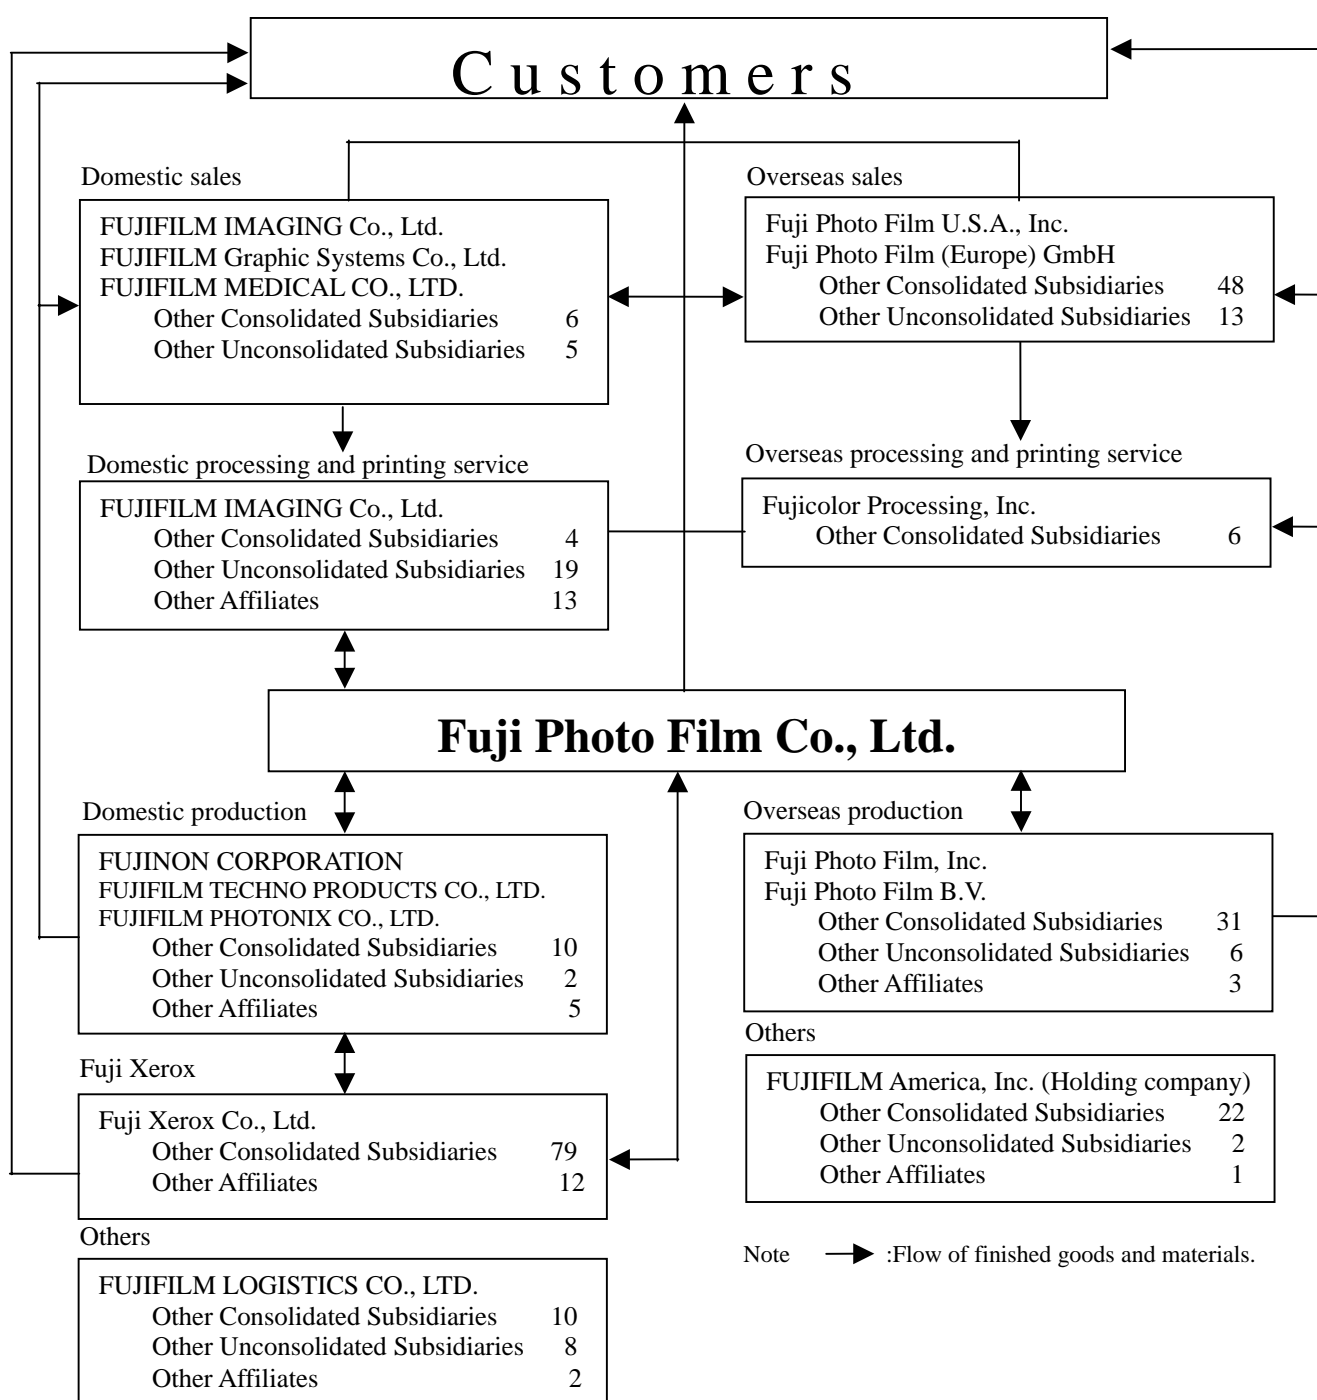 Customers
Domestic sales
FUJIFILM IMAGING Co., Ltd.
FUJIFILM Graphic Systems Co., Ltd.
FUJIFILM MEDICAL CO., LTD.
Other Consolidated Subsidiaries 6
Other Unconsolidated Subsidiaries 5
Overseas sales
Fuji Photo Film U.S.A., Inc.
Fuji Photo Film (Europe) GmbH
Other Consolidated Subsidiaries 48
Other Unconsolidated Subsidiaries 13
Domestic processing and printing service
FUJIFILM IMAGING Co., Ltd.
Other Consolidated Subsidiaries 4
Other Unconsolidated Subsidiaries 19
Other Affiliates 13
Overseas processing and printing service
Fujicolor Processing, Inc.
Other Consolidated Subsidiaries 6
Fuji Photo Film Co., Ltd.
Domestic production
FUJINON CORPORATION
FUJIFILM TECHNO PRODUCTS CO., LTD.
FUJIFILM PHOTONIX CO., LTD.
Other Consolidated Subsidiaries 10
Other Unconsolidated Subsidiaries 2
Other Affiliates 5
Overseas production
Fuji Photo Film, Inc.
Fuji Photo Film B.V.
Other Consolidated Subsidiaries 31
Other Unconsolidated Subsidiaries 6
Other Affiliates 3
Fuji Xerox
Fuji Xerox Co., Ltd.
Other Consolidated Subsidiaries 79
Other Affiliates 12
Others
FUJIFILM America, Inc. (Holding company)
Other Consolidated Subsidiaries 22
Other Unconsolidated Subsidiaries 2
Other Affiliates 1
Others
FUJIFILM LOGISTICS CO., LTD.
Other Consolidated Subsidiaries 10
Other Unconsolidated Subsidiaries 8
Other Affiliates 2
Note :Flow of finished goods and materials.